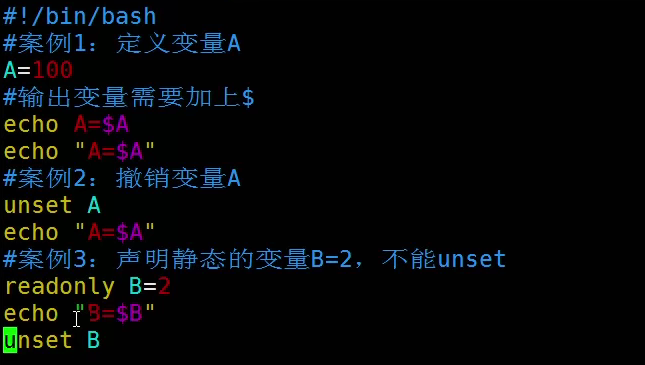 #!/bin/bash
#案例1：定义变量A
A=100
#输出变量需要加上$
echo A=$A
echo "A=$A"
#案例2：撤销变量A
unset A
echo "A=$A"
#案例3：声明静态的变量B=2，不能unset
readonly B=2
echo "B=$B"
unset B